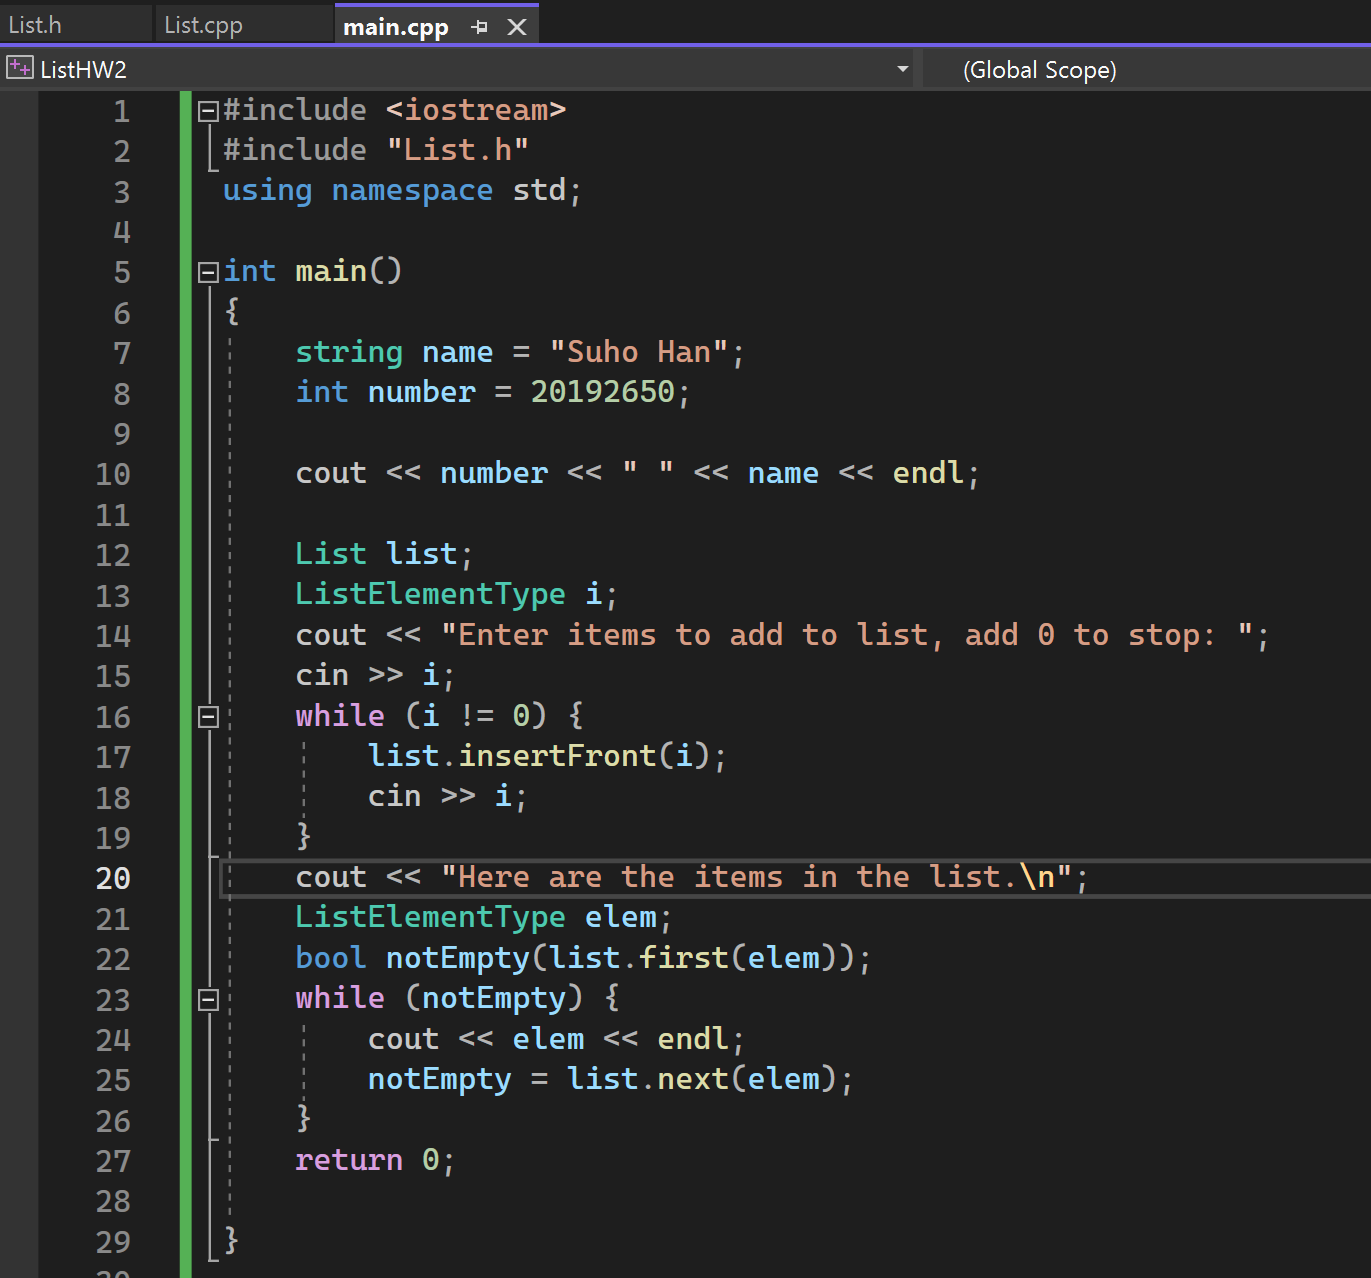 List.h List.cpp main.cpp
ListHW2 (Global Scope)
1 #include <iostream>
2 #include "List.h"
3 using namespace std;
4
5 int main()
6 {
7 string name = "Suho Han";
8 int number = 20192650;
9
10 cout << number << " " << name << endl;
11
12 List list;
13 ListElementType i;
14 cout << "Enter items to add to list, add 0 to stop: ";
15 cin >> i;
16 while (i != 0) {
17 list.insertFront(i);
18 cin >> i;
19 }
20 cout << "Here are the items in the list.\n";
21 ListElementType elem;
22 bool notEmpty(list.first(elem));
23 while (notEmpty) {
24 cout << elem << endl;
25 notEmpty = list.next(elem);
26 }
27 return 0;
28
29 }
30